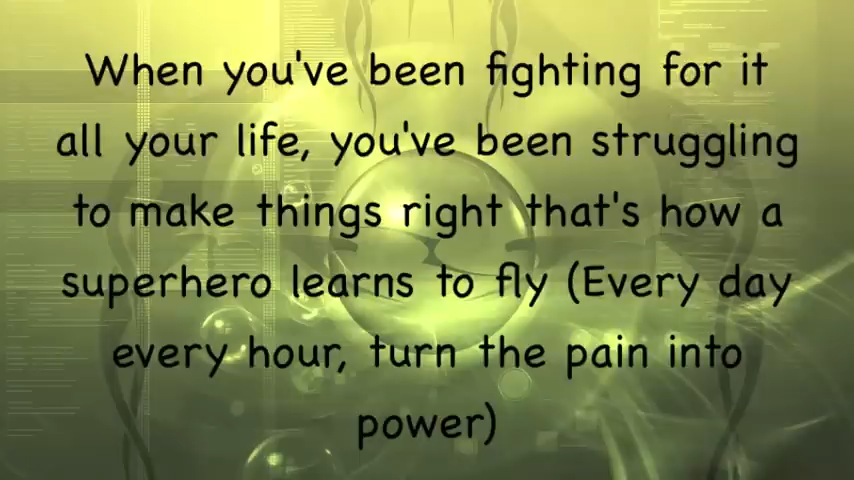 When you've been fighting for it
all your life, you've been struggling
to make things right that's how a
superhero learns to fly (Every day
every hour, turn the pain into
power)